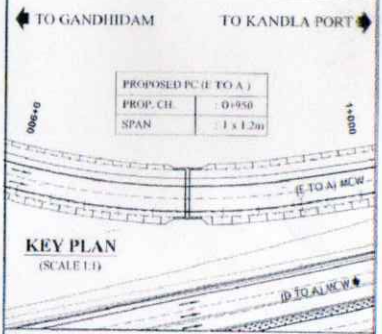 TO GANDHIDAM
TO KANDLA PORT
PROPOSED PC (E TO A )
PROP. CH. : 0+950
SPAN : 1 x 1.2m
0+900
1+000
(E TO A) MCW
KEY PLAN
(SCALE 1:1)
(D TO A) MCW